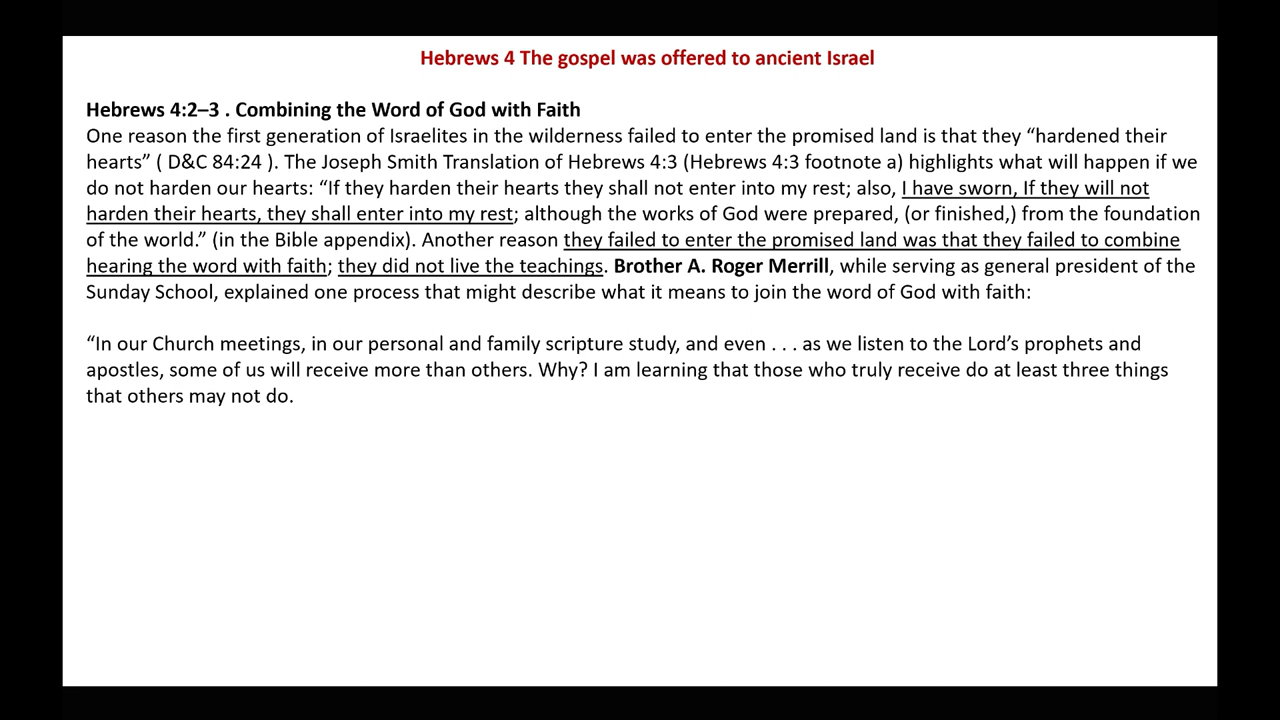 Hebrews 4 The gospel was offered to ancient Israel
Hebrews 4:2–3 . Combining the Word of God with Faith
One reason the first generation of Israelites in the wilderness failed to enter the promised land is that they “hardened their
hearts” ( D&C 84:24 ). The Joseph Smith Translation of Hebrews 4:3 (Hebrews 4:3 footnote a) highlights what will happen if we
do not harden our hearts: “If they harden their hearts they shall not enter into my rest; also, I have sworn, If they will not
harden their hearts, they shall enter into my rest; although the works of God were prepared, (or finished,) from the foundation
of the world.” (in the Bible appendix). Another reason they failed to enter the promised land was that they failed to combine
hearing the word with faith; they did not live the teachings. Brother A. Roger Merrill, while serving as general president of the
Sunday School, explained one process that might describe what it means to join the word of God with faith:
“In our Church meetings, in our personal and family scripture study, and even . . . as we listen to the Lord’s prophets and
apostles, some of us will receive more than others. Why? I am learning that those who truly receive do at least three things
that others may not do.